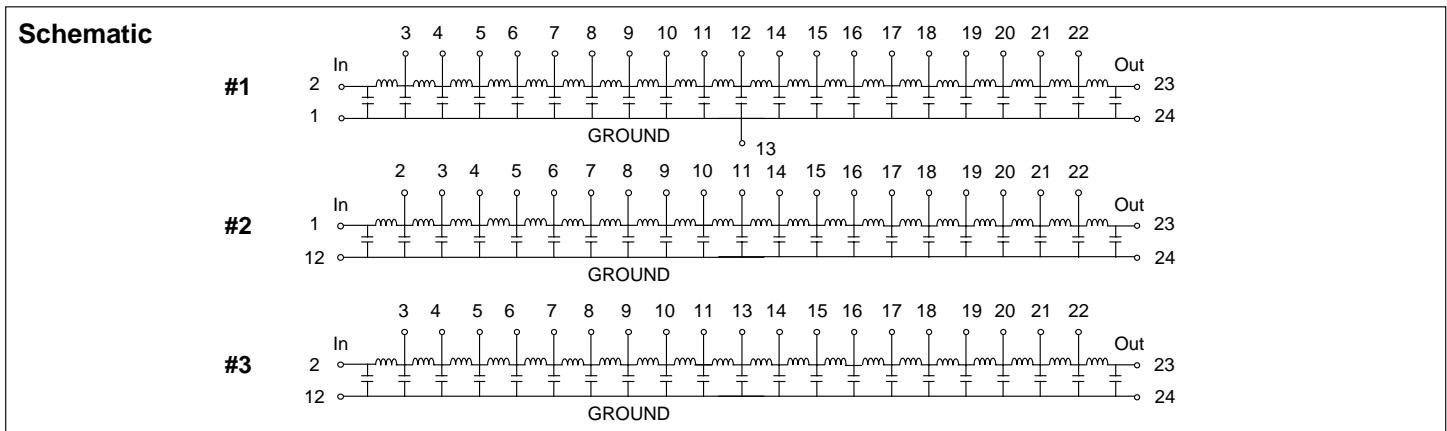 Schematic
3 4 5 6 7 8 9 10 11 12 14 15 16 17 18 19 20 21 22
In Out
#1
2 23
1 24
GROUND
13
2 3 4 5 6 7 8 9 10 11 14 15 16 17 18 19 20 21 22
In Out
#2
1 23
12 24
GROUND
3 4 5 6 7 8 9 10 11 13 14 15 16 17 18 19 20 21 22
In Out
#3
2 23
12 24
GROUND